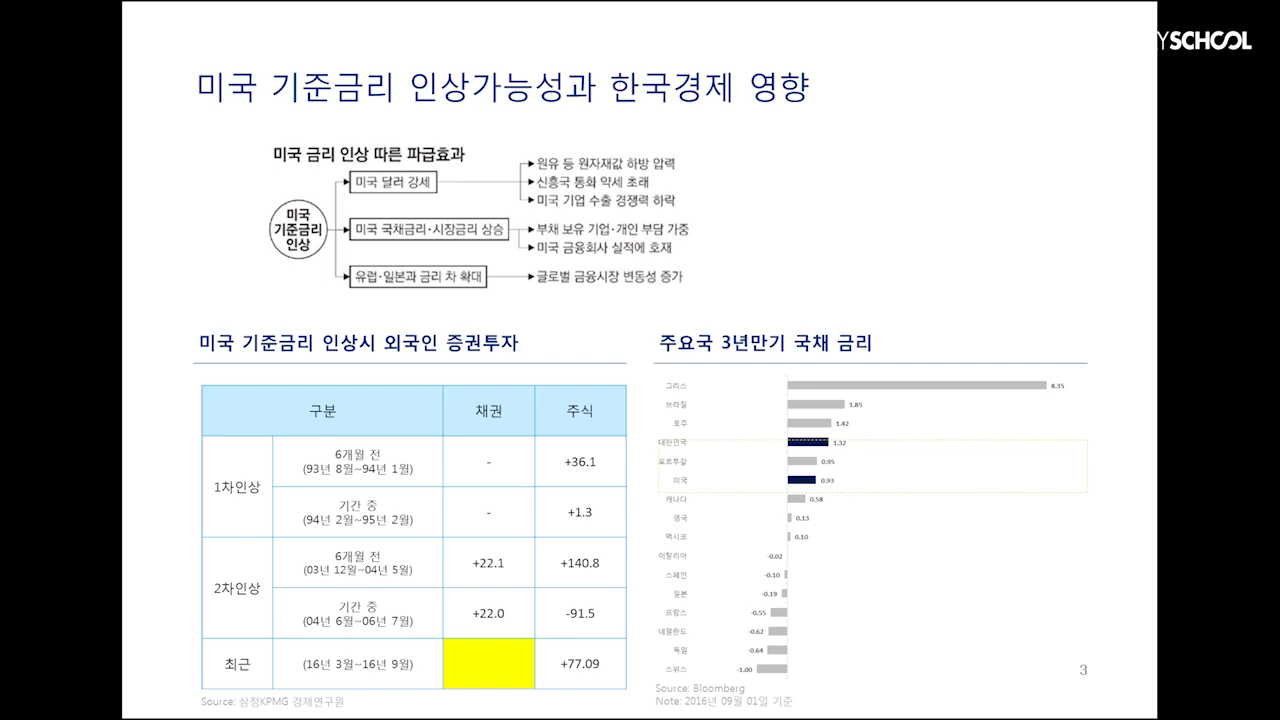 YSCHOOL
미국 기준금리 인상가능성과 한국경제 영향
미국 금리 인상 따른 파급효과
미국
기준금리
인상
미국 달러 강세
원유 등 원자재값 하방 압력
신흥국 통화 약세 초래
미국 기업 수출 경쟁력 하락
미국 국채금리·시장금리 상승
부채 보유 기업·개인 부담 가중
미국 금융회사 실적에 호재
유럽·일본과 금리 차 확대
글로벌 금융시장 변동성 증가
미국 기준금리 인상시 외국인 증권투자
구분 채권 주식
1차인상
6개월 전
(93년 8월~94년 1월)
- +36.1
기간 중
(94년 2월~95년 2월)
- +1.3
2차인상
6개월 전
(03년 12월~04년 5월)
+22.1 +140.8
기간 중
(04년 6월~06년 7월)
+22.0 -91.5
최근 (16년 3월~16년 9월) +77.09
Source: 삼정KPMG 경제연구원
주요국 3년만기 국채 금리
그리스 8.35
브라질 1.85
호주 1.42
대한민국 1.32
포르투갈 0.95
미국 0.93
캐나다 0.58
영국 0.13
멕시코 0.10
이탈리아 -0.02
스페인 -0.10
일본 -0.19
프랑스 -0.55
네덜란드 -0.62
독일 -0.64
스위스 -1.00
Source: Bloomberg
Note: 2016년 09월 01일 기준
3